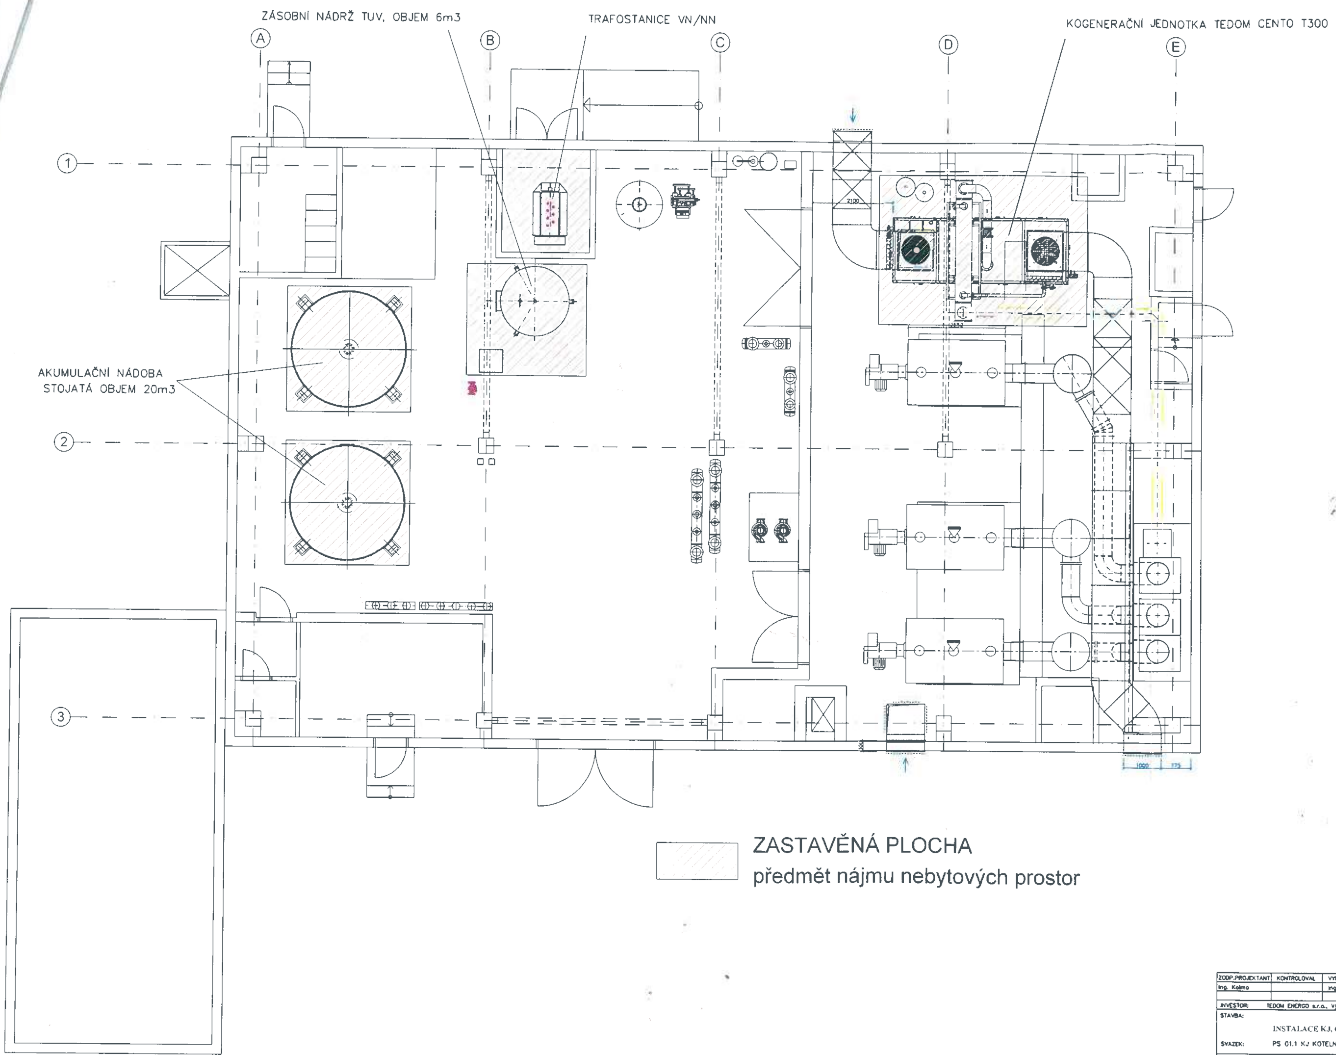 ZÁSOBNÍ NÁDRŽ TUV, OBJEM 6m3
TRAFOSTANICE VN/NN
KOGENERAČNÍ JEDNOTKA TEDOM CENTO T300
A
B
C
D
E
1
2100
AKUMULAČNÍ NÁDOBA
STOJATÁ OBJEM 20m3
2
3
1000
775
ZASTAVĚNÁ PLOCHA
předmět nájmu nebytových prostor
ZODP.PROJEKTANT KONTROLOVAL
Ing.
INVESTOR: TEDOM ENERGO s.r.o.,
STAVBA:
INSTALACE KJ,
SVAZEK: PS 01.1 KJ